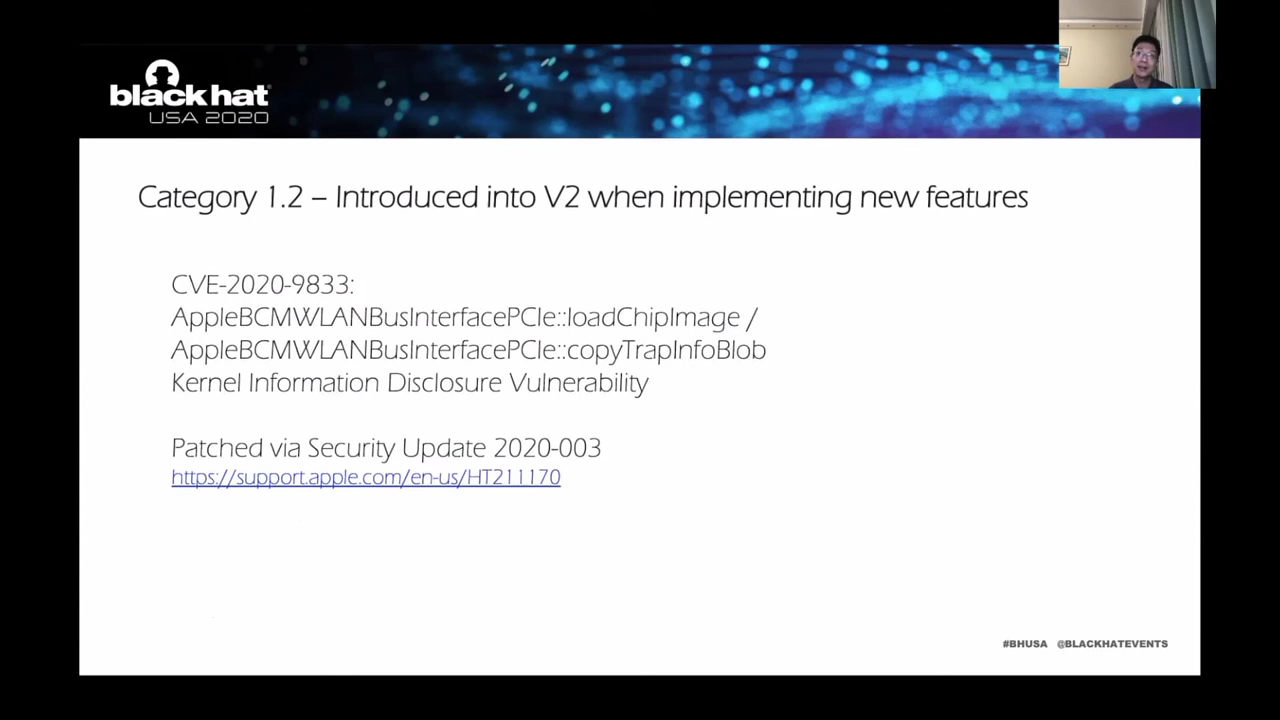 black hat
USA 2020
Category 1.2 – Introduced into V2 when implementing new features
CVE-2020-9833:
AppleBCMWLANBusInterfacePCIe::loadChipImage /
AppleBCMWLANBusInterfacePCIe::copyTrapInfoBlob
Kernel Information Disclosure Vulnerability
Patched via Security Update 2020-003
https://support.apple.com/en-us/HT211170
#BHUSA @BLACKHATEVENTS